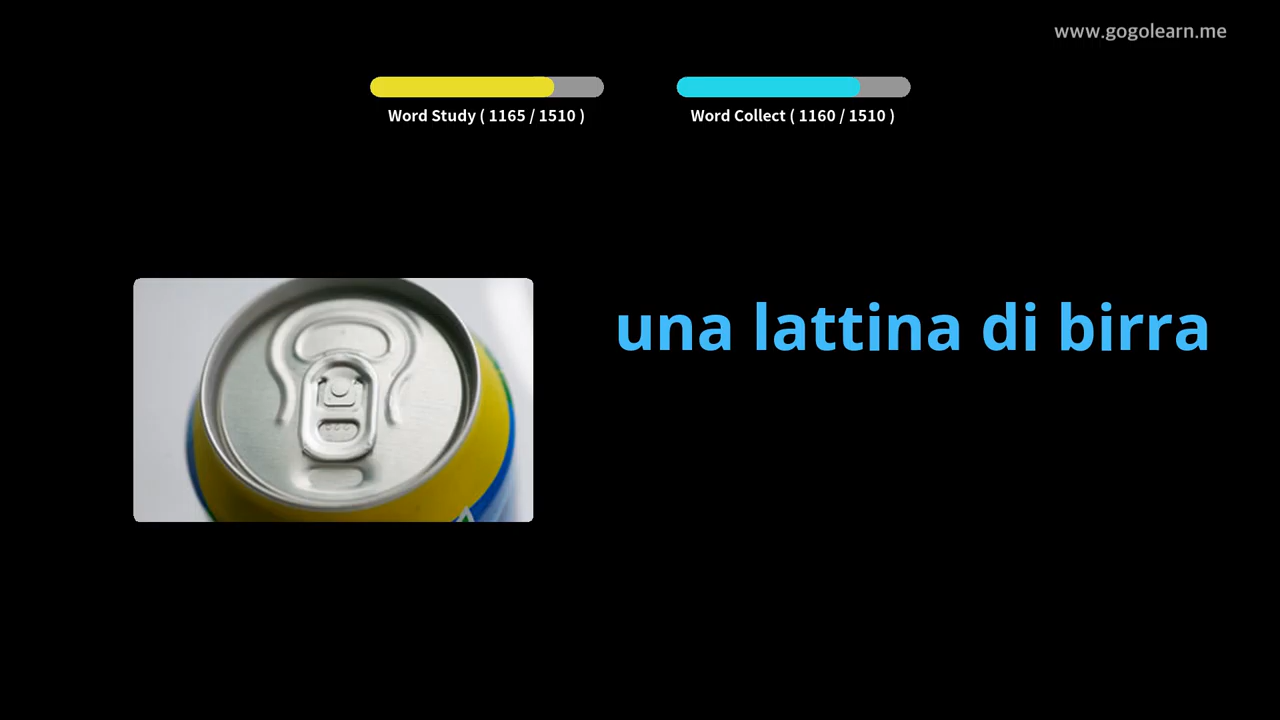 www.gogolearn.me
Word Study ( 1165 / 1510 )
Word Collect ( 1160 / 1510 )
una lattina di birra